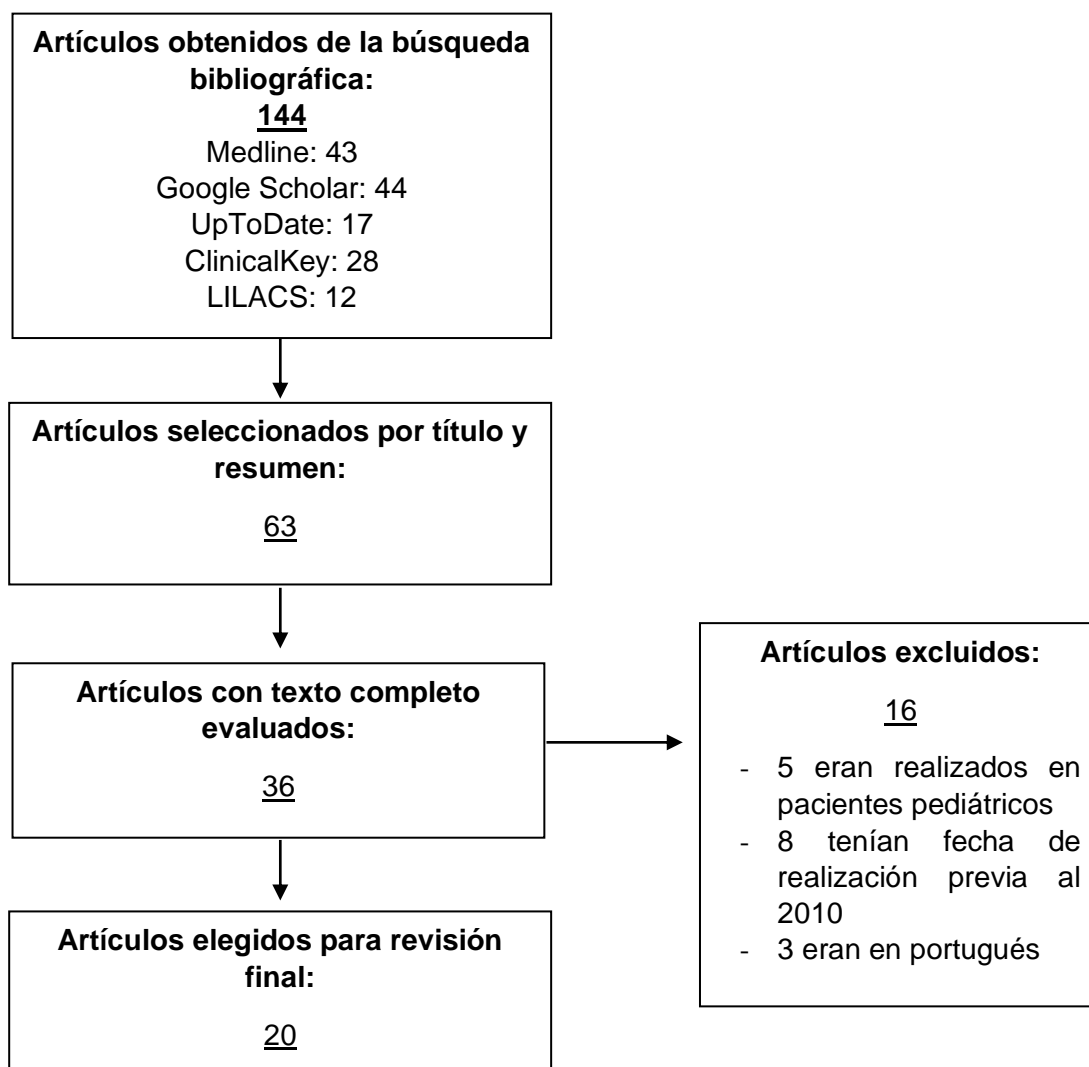 Artículos obtenidos de la búsqueda
bibliográfica:
144
Medline: 43
Google Scholar: 44
UpToDate: 17
ClinicalKey: 28
LILACS: 12
Artículos seleccionados por título y
resumen:
63
Artículos con texto completo
evaluados:
36
Artículos excluidos:
16
- 5 eran realizados en
pacientes pediátricos
- 8 tenían fecha de
realización previa al
2010
- 3 eran en portugués
Artículos elegidos para revisión
final:
20